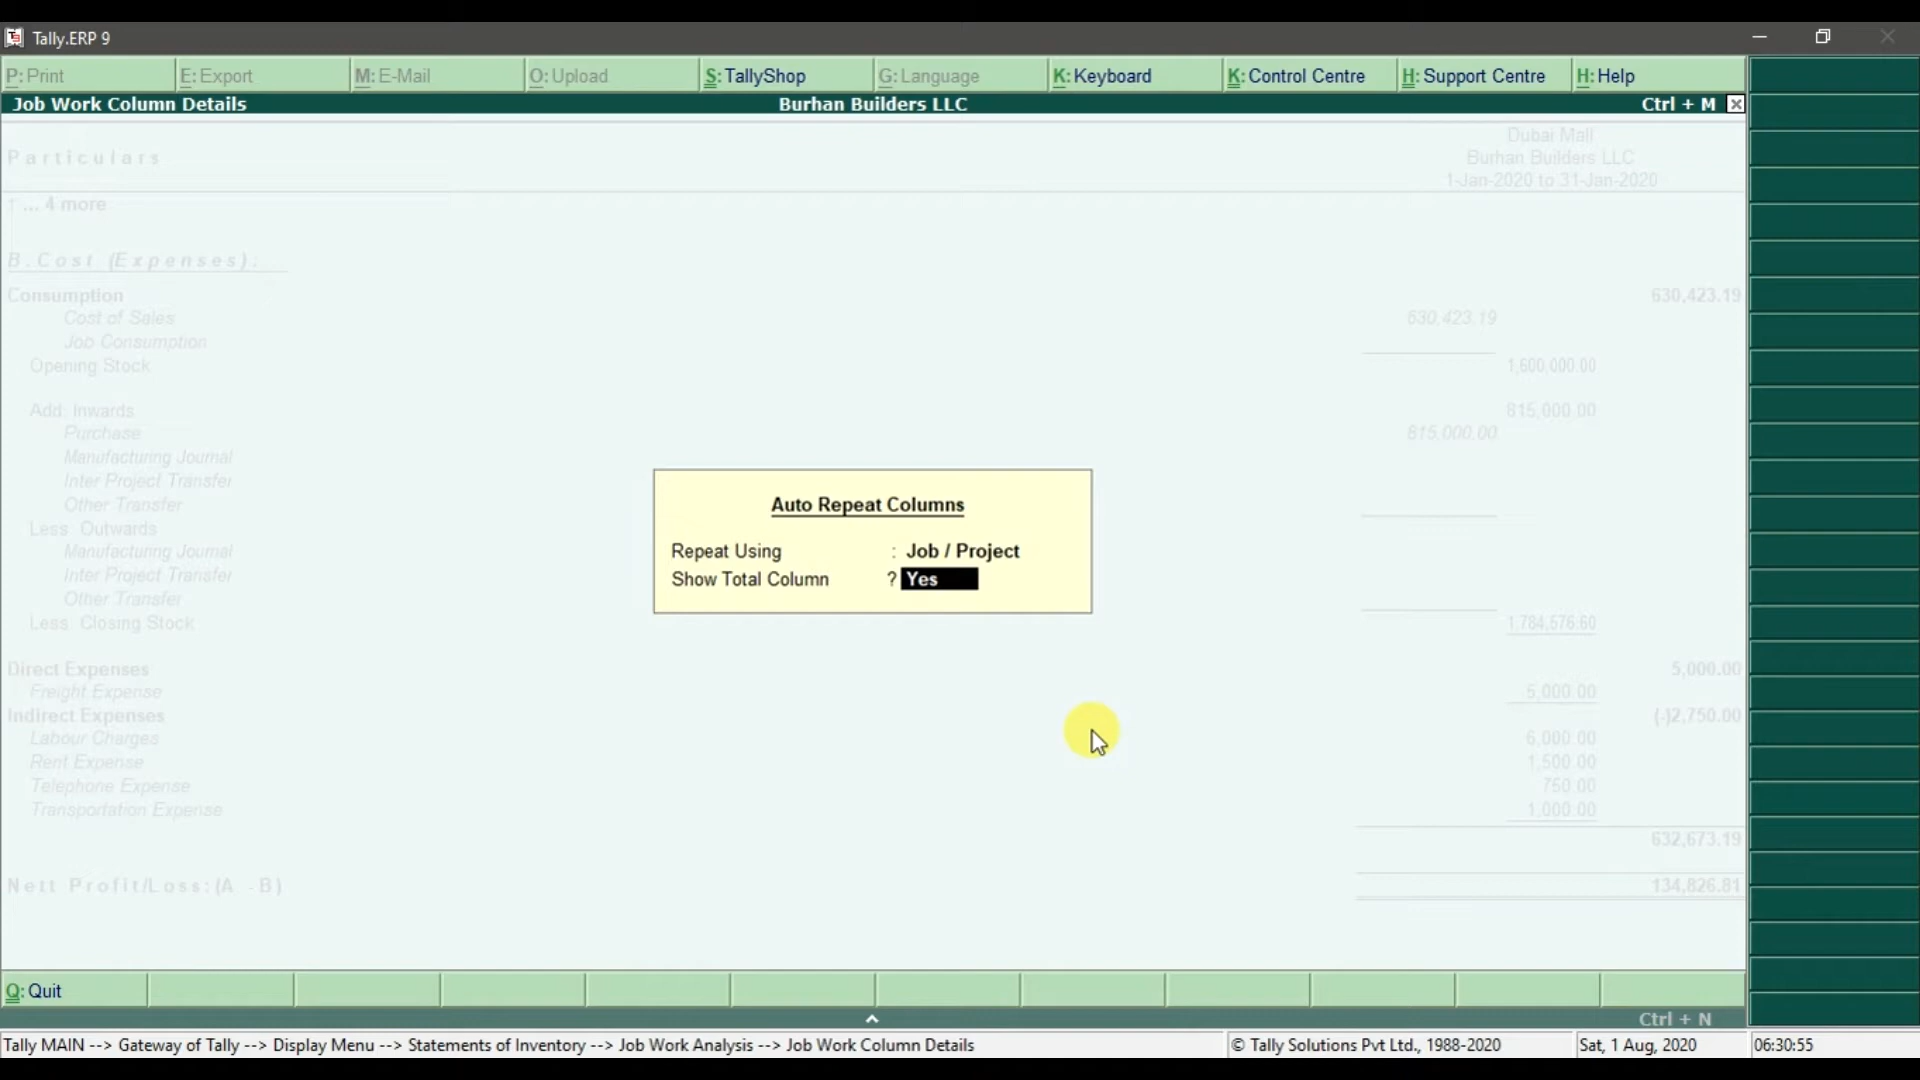 Tally.ERP 9
P: Print E: Export M: E-Mail O: Upload S: TallyShop G: Language K: Keyboard K: Control Centre H: Support Centre H: Help
Job Work Column Details Burhan Builders LLC Ctrl + M
Dubai Mall
Particulars Burhan Builders LLC
1-Jan-2020 to 31-Jan-2020
↑ ... 4 more
B.Cost (Expenses):
Consumption 630,423.19
Cost of Sales 630,423.19
Job Consumption
Opening Stock 1,600,000.00
Add: Inwards 815,000.00
Purchase 815,000.00
Manufacturing Journal
Inter Project Transfer
Other Transfer
Less: Outwards
Manufacturing Journal
Inter Project Transfer
Other Transfer
Less: Closing Stock 1,784,576.60
Auto Repeat Columns
Repeat Using : Job / Project
Show Total Column ? Yes
Direct Expenses 5,000.00
Freight Expense 5,000.00
Indirect Expenses (-)2,750.00
Labour Charges 6,000.00
Rent Expense 1,500.00
Telephone Expense 750.00
Transportation Expense 1,000.00
632,673.19
Nett Profit/Loss:(A - B) 134,826.81
Q: Quit
Ctrl + N
Tally MAIN --> Gateway of Tally --> Display Menu --> Statements of Inventory --> Job Work Analysis --> Job Work Column Details © Tally Solutions Pvt Ltd., 1988-2020 Sat, 1 Aug, 2020 06:30:55